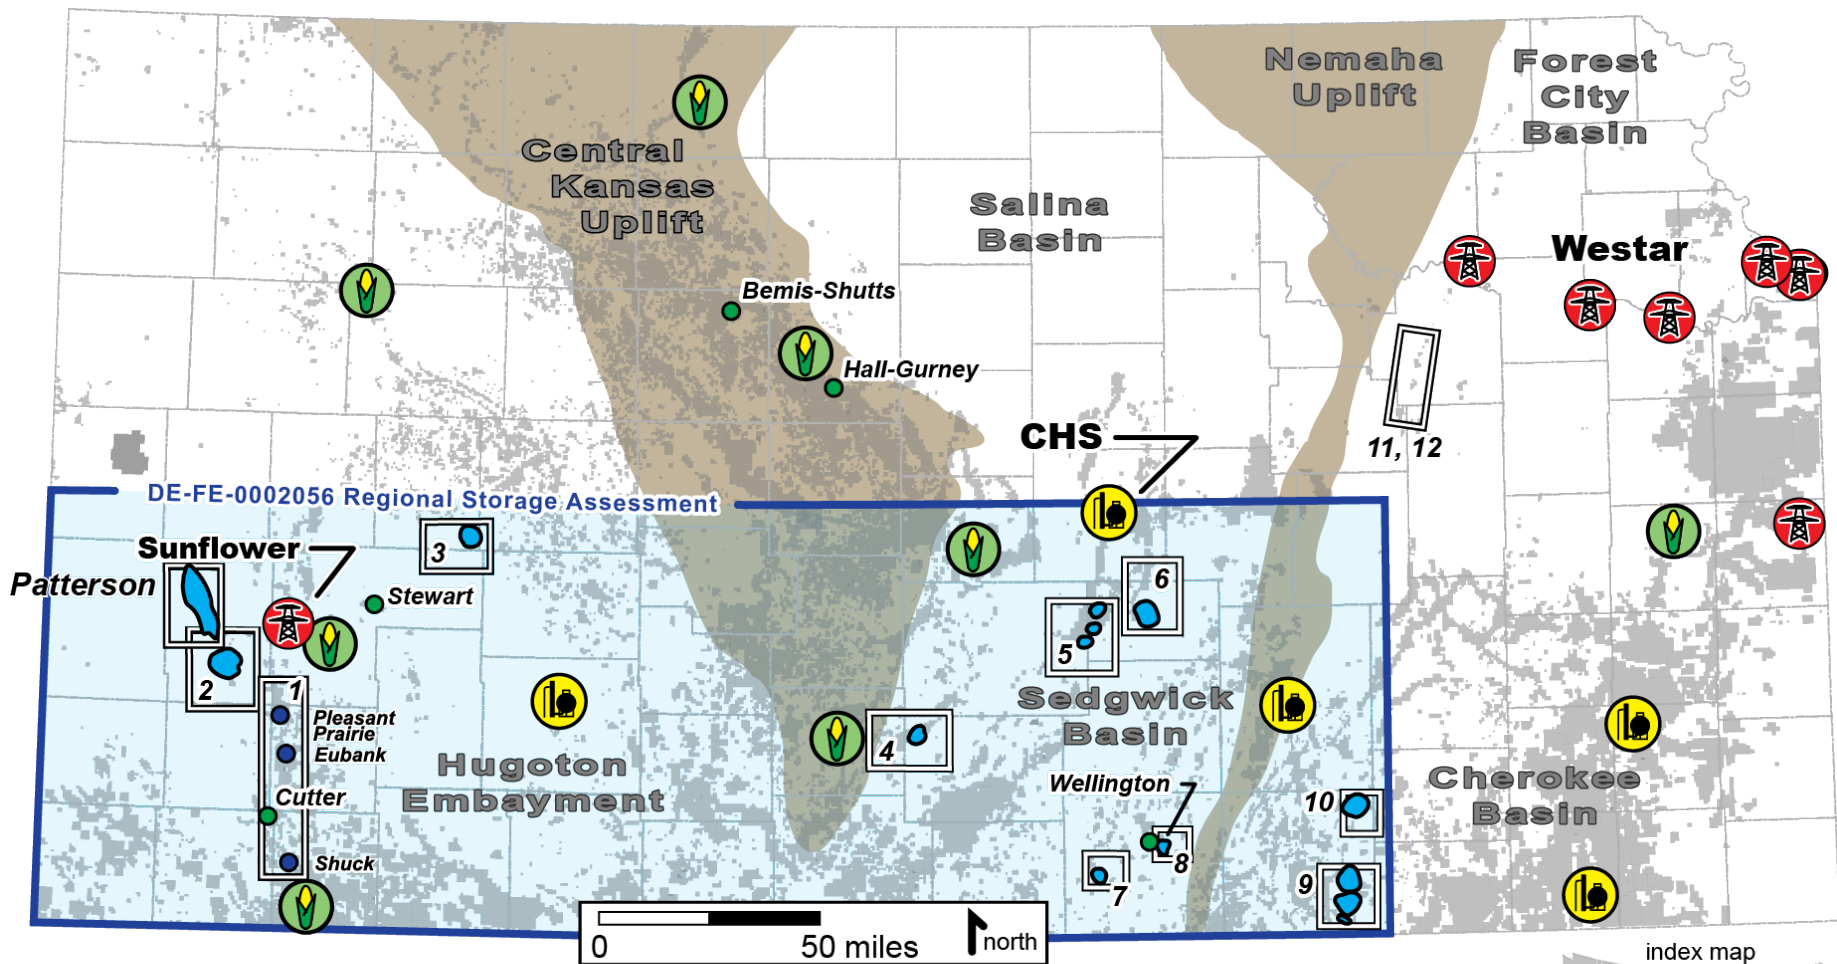 Nemaha
Uplift
Forest
City
Basin
Central
Kansas
Uplift
Salina
Basin
Westar
Bemis-Shutts
Hall-Gurney
CHS
11, 12
DE-FE-0002056 Regional Storage Assessment
Sunflower
3
Patterson
Stewart
6
5
2
1
Pleasant
Prairie
Eubank
Sedgwick
Basin
4
Hugoton
Embayment
Cutter
Wellington
Cherokee
Basin
10
Shuck
8
7
9
0
50 miles
north
index map